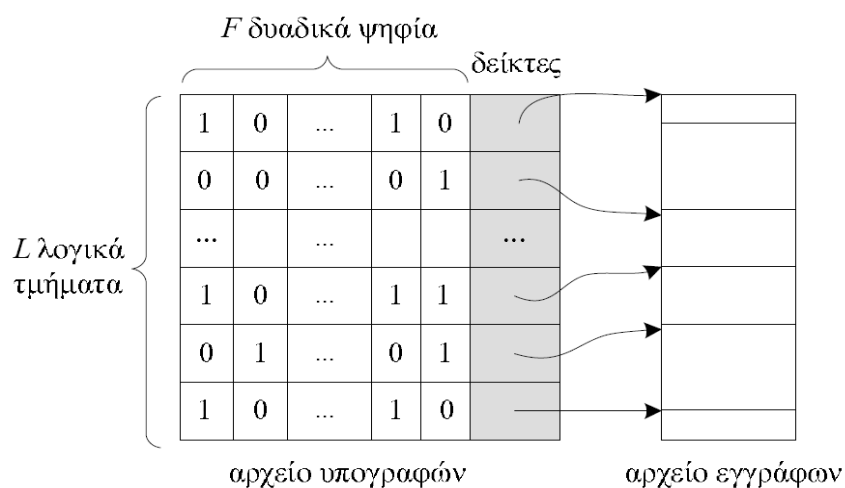 F δυαδικά ψηφία
δείκτες
1 0 ... 1 0
0 0 ... 0 1
... ... ...
L λογικά
τμήματα
1 0 ... 1 1
0 1 ... 0 1
1 0 ... 1 0
αρχείο υπογραφών
αρχείο εγγράφων